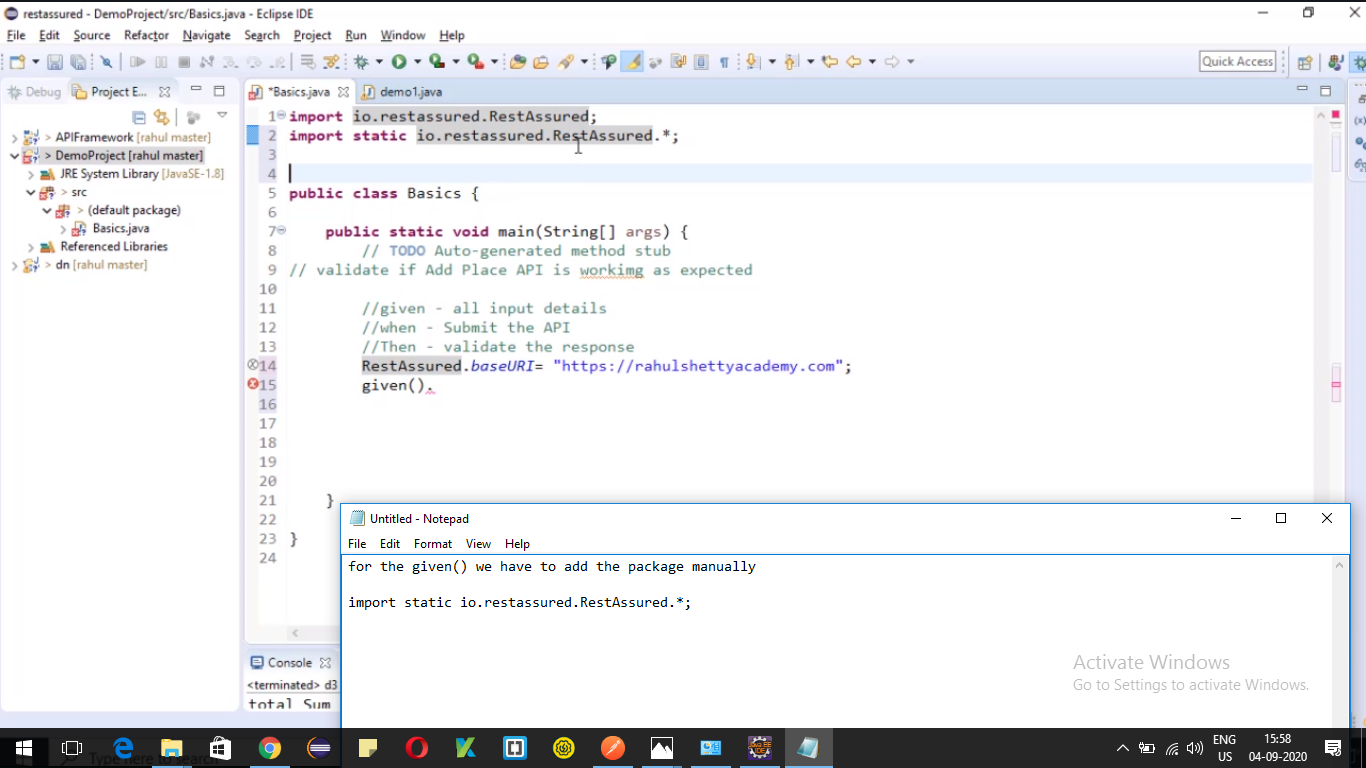 restassured - DemoProject/src/Basics.java - Eclipse IDE
File Edit Source Refactor Navigate Search Project Run Window Help
Quick Access
Debug Project E... *Basics.java demo1.java
> APIFramework [rahul master]
> DemoProject [rahul master]
JRE System Library [JavaSE-1.8]
> src
> (default package)
Basics.java
Referenced Libraries
> dn [rahul master]
1 import io.restassured.RestAssured;
2 import static io.restassured.RestAssured.*;
3
4
5 public class Basics {
6
7 public static void main(String[] args) {
8 // TODO Auto-generated method stub
9 // validate if Add Place API is workimg as expected
10
11 //given - all input details
12 //when - Submit the API
13 //Then - validate the response
14 RestAssured.baseURI= "https://rahulshettyacademy.com";
15 given().
16
17
18
19
20
21 }
22
23 }
24
Console
<terminated> d3
total Sum
Untitled - Notepad
File Edit Format View Help
for the given() we have to add the package manually
import static io.restassured.RestAssured.*;
Activate Windows
Go to Settings to activate Windows.
Type here to search
ENG
US
15:58
04-09-2020